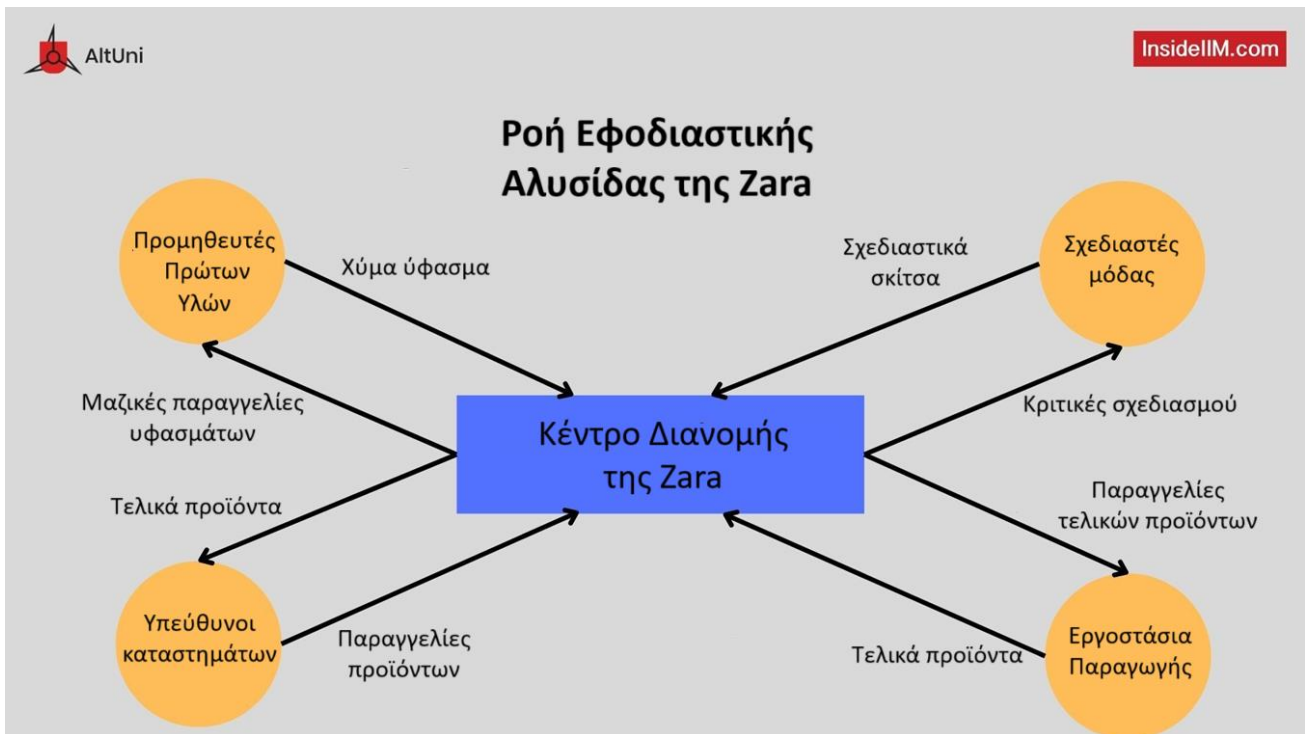 AltUni
InsideIIM.com
Ροή Εφοδιαστικής
Αλυσίδας της Zara
Προμηθευτές
Πρώτων
Υλών
Χύμα ύφασμα
Σχεδιαστικά
σκίτσα
Σχεδιαστές
μόδας
Μαζικές παραγγελίες
υφασμάτων
Κριτικές σχεδιασμού
Κέντρο Διανομής
της Zara
Τελικά προϊόντα
Παραγγελίες
τελικών προϊόντων
Υπεύθυνοι
καταστημάτων
Παραγγελίες
προϊόντων
Τελικά προϊόντα
Εργοστάσια
Παραγωγής